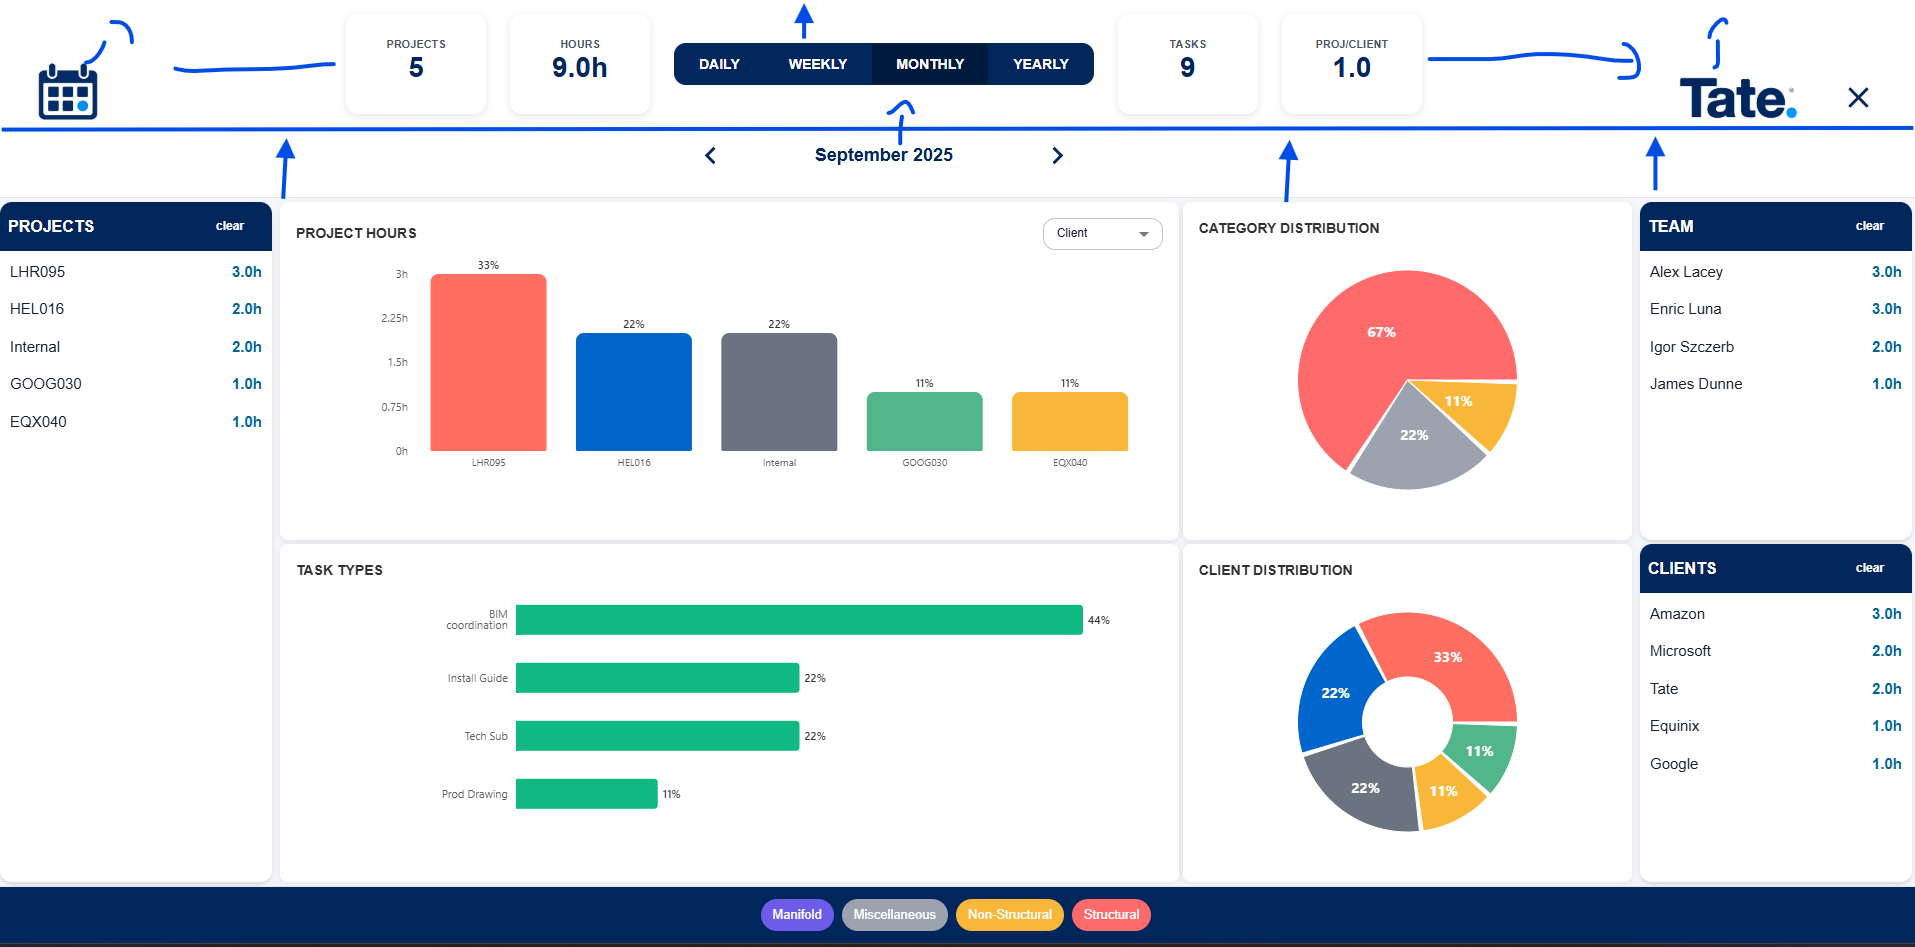 PROJECTS
5
HOURS
9.0h
DAILY WEEKLY MONTHLY YEARLY
TASKS
9
PROJ/CLIENT
1.0
Tate.
September 2025
PROJECTS clear
LHR095 3.0h
HEL016 2.0h
Internal 2.0h
GOOG030 1.0h
EQX040 1.0h
PROJECT HOURS
Client
3h
2.25h
1.5h
0.75h
0h
33%
22%
22%
11%
11%
LHR095 HEL016 Internal GOOG030 EQX040
CATEGORY DISTRIBUTION
67%
11%
22%
TEAM clear
Alex Lacey 3.0h
Enric Luna 3.0h
Igor Szczerb 2.0h
James Dunne 1.0h
TASK TYPES
BIM
coordination 44%
Install Guide 22%
Tech Sub 22%
Prod Drawing 11%
CLIENT DISTRIBUTION
33%
22%
11%
22%
11%
CLIENTS clear
Amazon 3.0h
Microsoft 2.0h
Tate 2.0h
Equinix 1.0h
Google 1.0h
Manifold Miscellaneous Non-Structural Structural